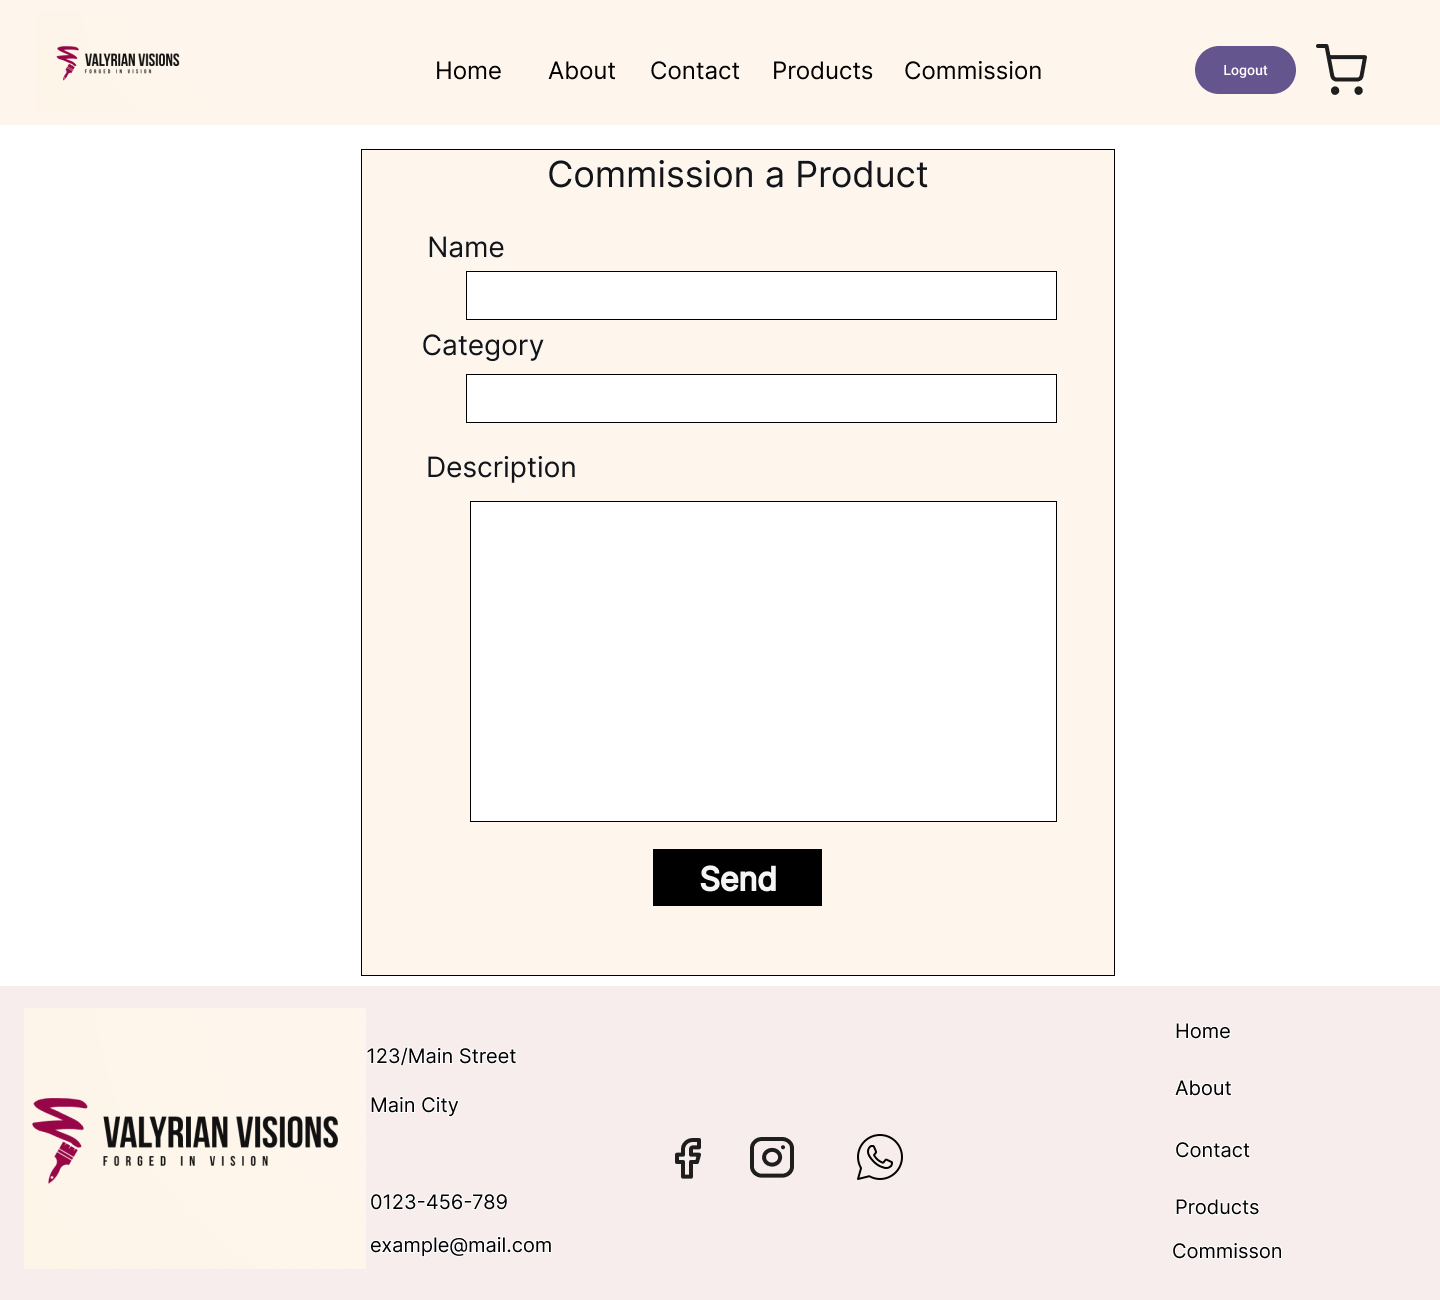 VALYRIAN VISIONS
FORGED IN VISION
Home About Contact Products Commission
Logout
Commission a Product
Name
Category
Description
Send
VALYRIAN VISIONS
FORGED IN VISION
123/Main Street
Main City
0123-456-789
example@mail.com
Home
About
Contact
Products
Commisson